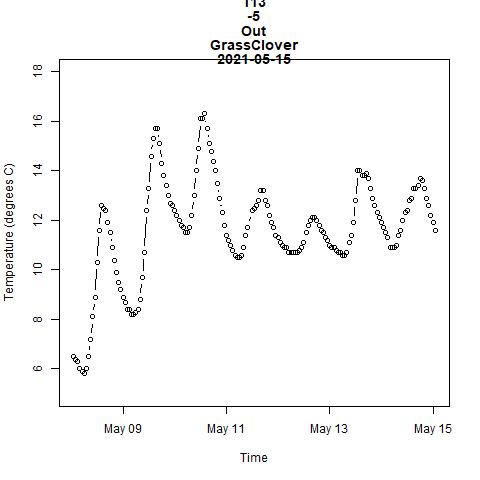 113
-5
Out
GrassClover
2021-05-15
Temperature (degrees C)
18
16
14
12
10
8
6
May 09
May 11
May 13
May 15
Time